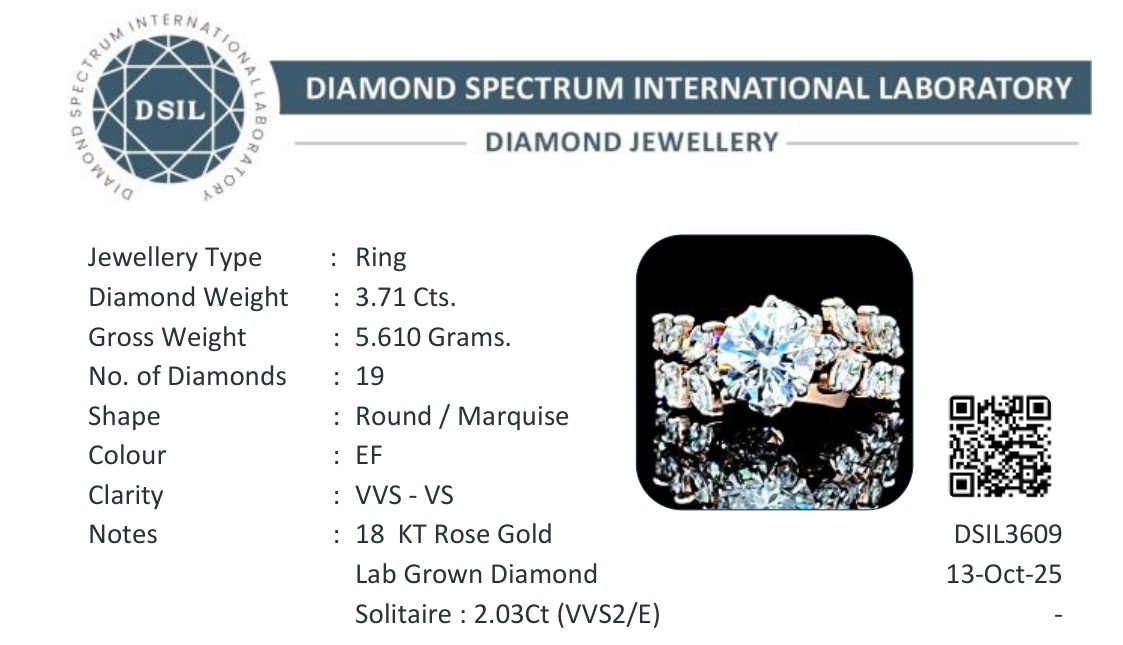 DIAMOND SPECTRUM INTERNATIONAL LABORATORY
DSIL
DIAMOND SPECTRUM INTERNATIONAL LABORATORY
DIAMOND JEWELLERY
Jewellery Type : Ring
Diamond Weight : 3.71 Cts.
Gross Weight : 5.610 Grams.
No. of Diamonds : 19
Shape : Round / Marquise
Colour : EF
Clarity : VVS - VS
Notes : 18 KT Rose Gold
DSIL3609
Lab Grown Diamond
13-Oct-25
Solitaire : 2.03Ct (VVS2/E)
-